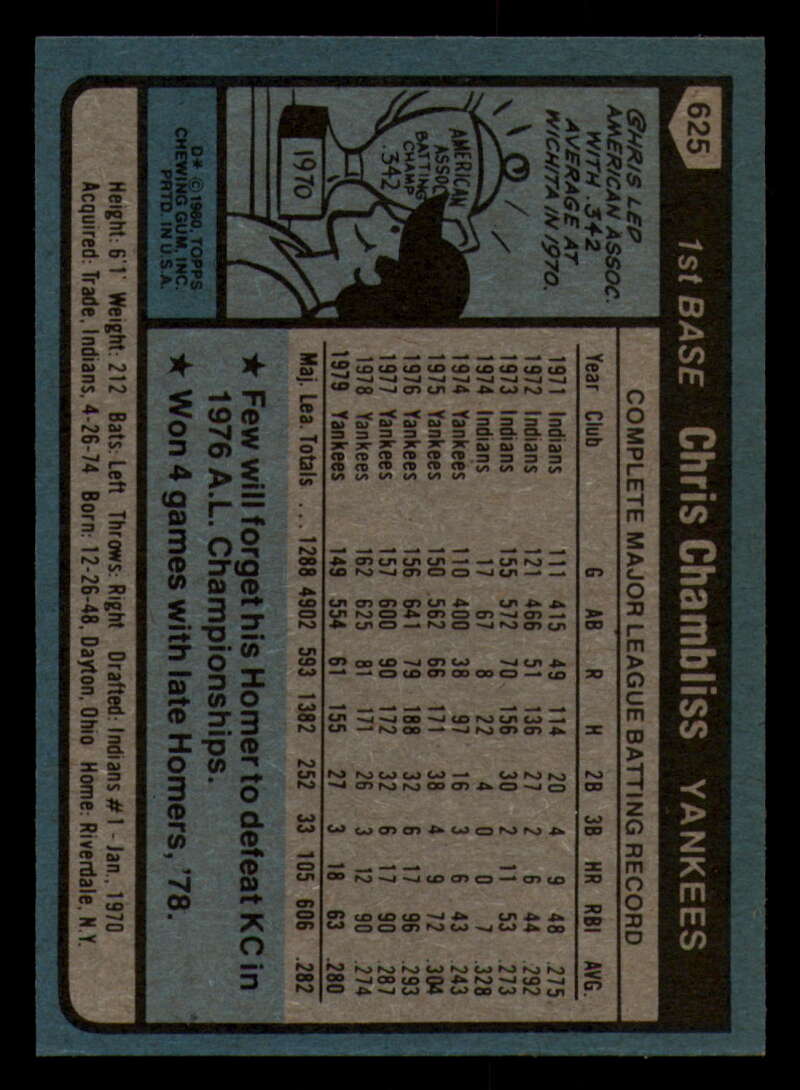 625
1st BASE Chris Chambliss YANKEES
CHRIS LED
AMERICAN ASSOC.
WITH .342
AVERAGE AT
WICHITA IN 1970.
AMERICAN
ASSOC.
BATTING
CHAMP
.342
1970
D* © 1980 TOPPS
CHEWING GUM, INC.
PRTD. IN U.S.A.
COMPLETE MAJOR LEAGUE BATTING RECORD
Year Club G AB R H 2B 3B HR RBI AVG.
1971 Indians 111 415 49 114 20 4 9 48 .275
1972 Indians 121 466 51 136 27 2 6 44 .292
1973 Indians 155 572 70 156 30 2 11 53 .273
1974 Indians 17 67 8 22 4 0 0 7 .328
1974 Yankees 110 400 38 97 16 3 6 43 .243
1975 Yankees 150 562 66 171 38 4 9 72 .304
1976 Yankees 156 641 79 188 32 6 17 96 .293
1977 Yankees 157 600 90 172 32 6 17 90 .287
1978 Yankees 162 625 81 171 26 3 12 90 .274
1979 Yankees 149 554 61 155 27 3 18 63 .280
Maj. Lea. Totals ... 1288 4902 593 1382 252 33 105 606 .282
★ Few will forget his Homer to defeat KC in
1976 A.L. Championships.
★ Won 4 games with late Homers, '78.
Height: 6'1" Weight: 212 Bats: Left Throws: Right Drafted: Indians #1 - Jan., 1970
Acquired: Trade, Indians, 4-26-74 Born: 12-26-48, Dayton, Ohio Home: Riverdale, N.Y.